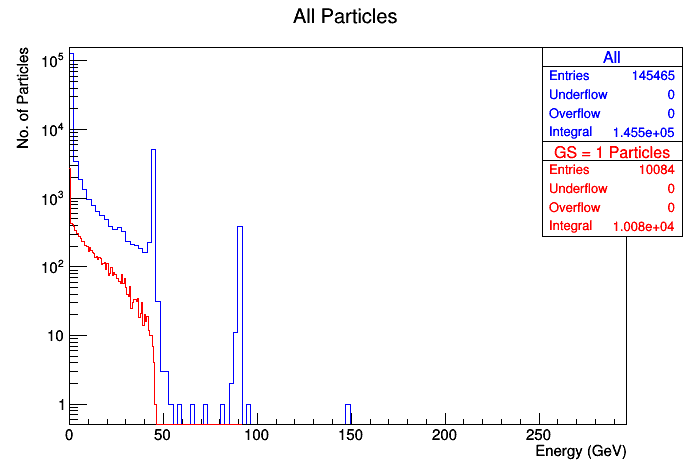 All Particles
No. of Particles
10^5
10^4
10^3
10^2
10
1
0 50 100 150 200 250
Energy (GeV)
All
Entries 145465
Underflow 0
Overflow 0
Integral 1.455e+05
GS = 1 Particles
Entries 10084
Underflow 0
Overflow 0
Integral 1.008e+04